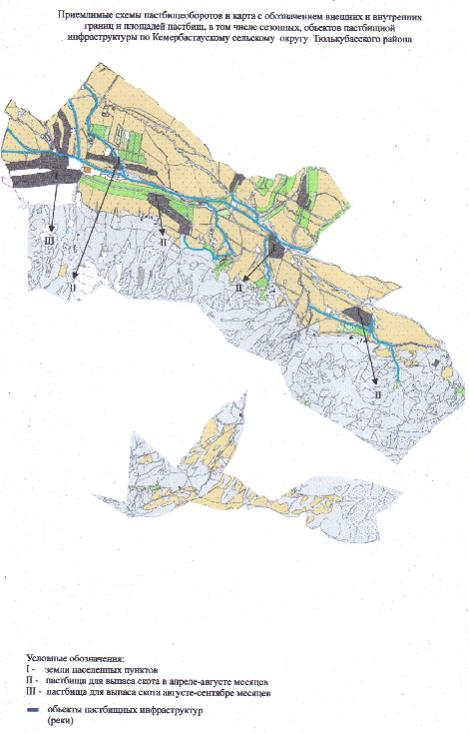 Приемлимые схемы пастбищеоборотов и карта с обозначением внешних и внутренних
границ и площадей пастбищ, в том числе сезонных, объектов пастбищной
инфраструктуры по Кемербастаускому сельскому округу Тюлькубасского района
III
II
II
II
II
Условные обозначения:
I - земли населенных пунктов
II - пастбища для выпаса скота в апреле-августе месяцев
III - пастбища для выпаса скота августе-сентябре месяцев
объекты пастбищных инфраструктур
(реки)